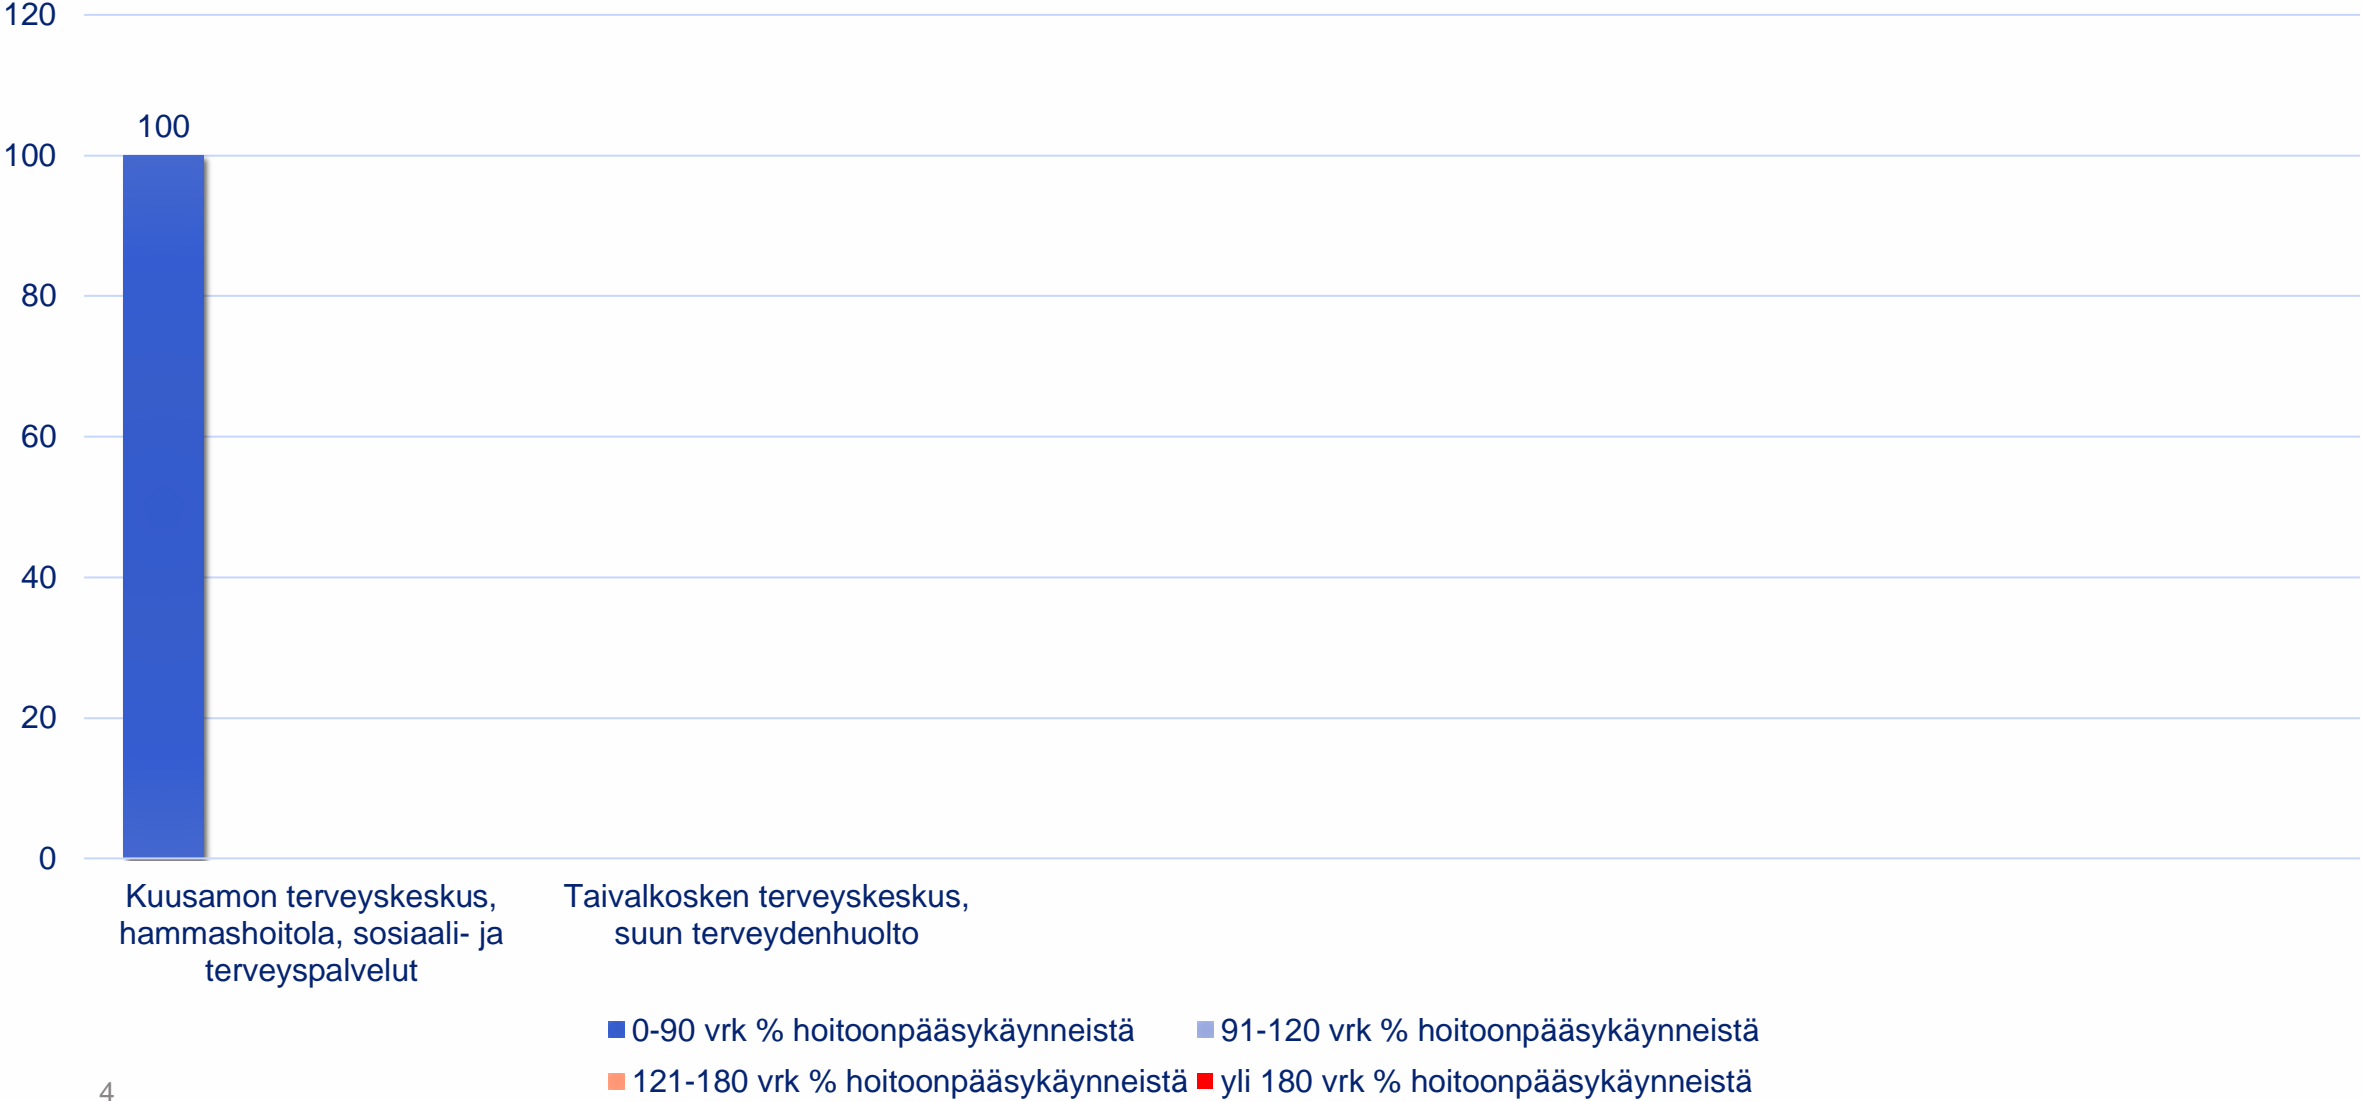 120
100
100
80
60
40
20
0
Kuusamon terveyskeskus,
hammashoitola, sosiaali- ja
terveyspalvelut
Taivalkosken terveyskeskus,
suun terveydenhuolto
0-90 vrk % hoitoonpääsykäynneistä
91-120 vrk % hoitoonpääsykäynneistä
121-180 vrk % hoitoonpääsykäynneistä
yli 180 vrk % hoitoonpääsykäynneistä
4